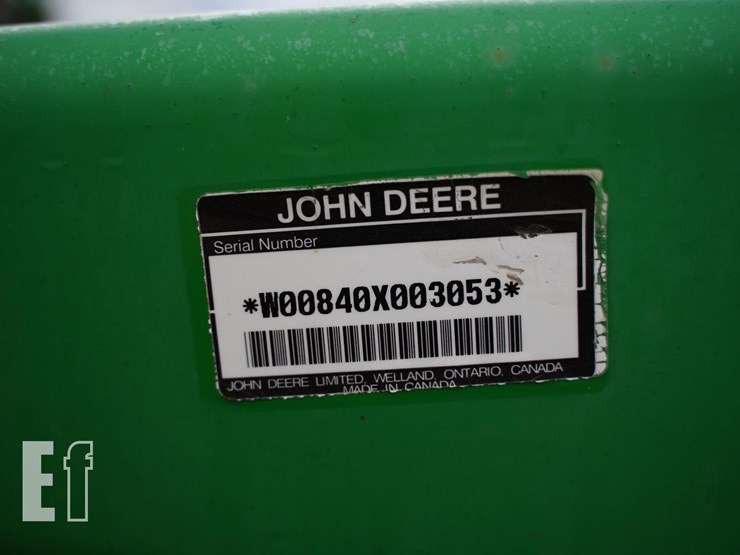 JOHN DEERE
Serial Number
*W00840X003053*
JOHN DEERE LIMITED, WELLAND, ONTARIO, CANADA
MADE IN CANADA
Ef